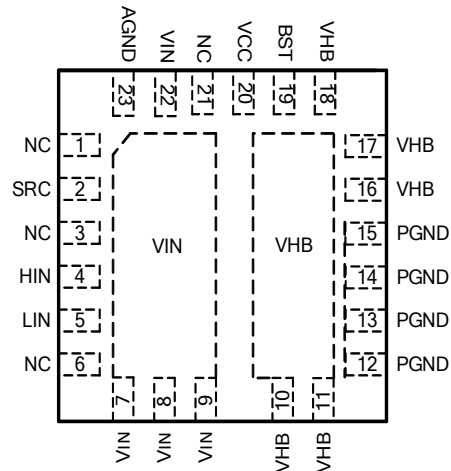 AGND VIN NC VCC BST VHB
23 22 21 20 19 18
NC 1 17 VHB
SRC 2 16 VHB
NC 3 15 PGND
VIN VHB
HIN 4 14 PGND
LIN 5 13 PGND
NC 6 12 PGND
7 8 9 10 11
VIN VIN VIN VHB VHB